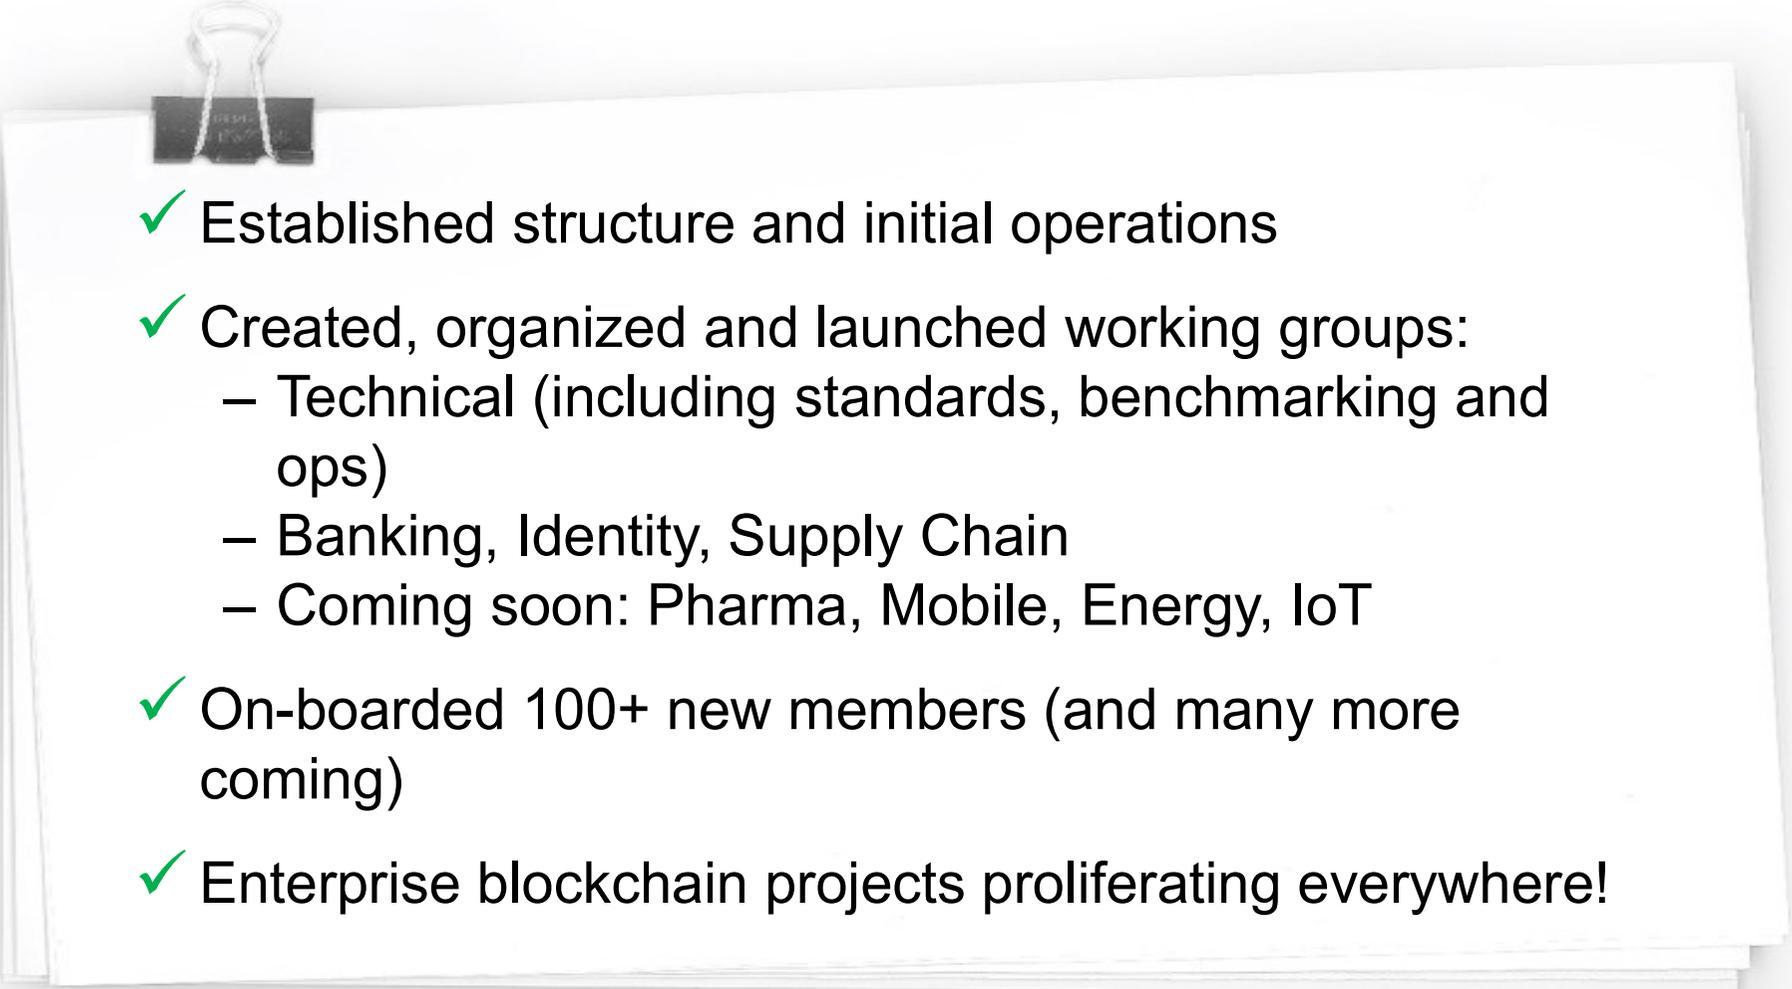 ✓ Established structure and initial operations
✓ Created, organized and launched working groups:
– Technical (including standards, benchmarking and
ops)
– Banking, Identity, Supply Chain
– Coming soon: Pharma, Mobile, Energy, IoT
✓ On-boarded 100+ new members (and many more
coming)
✓ Enterprise blockchain projects proliferating everywhere!